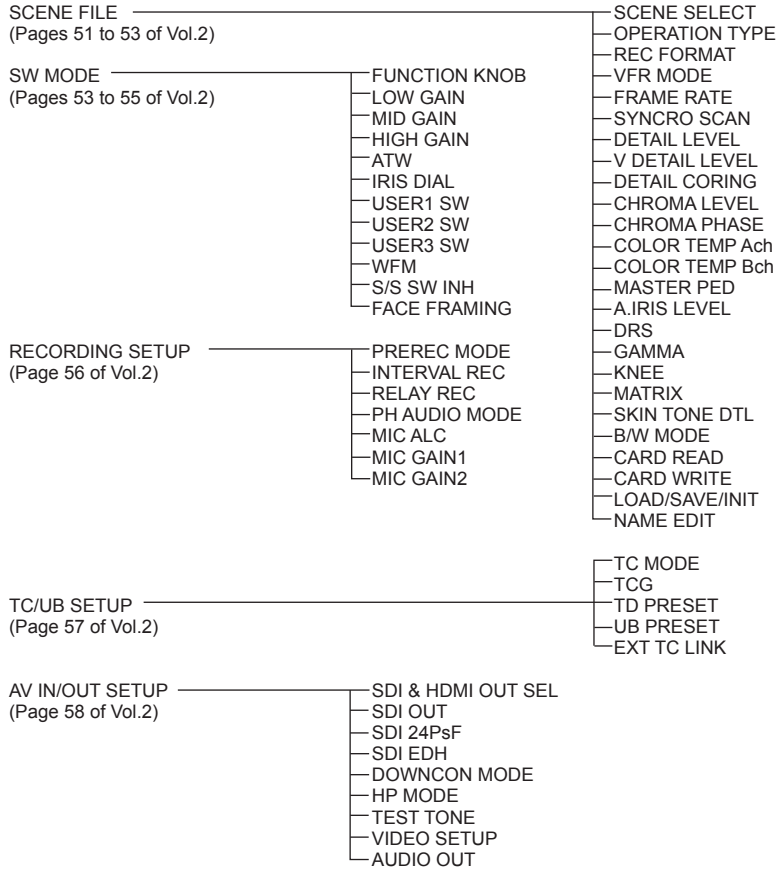 SCENE FILE
(Pages 51 to 53 of Vol.2)
SCENE SELECT
OPERATION TYPE
REC FORMAT
VFR MODE
FRAME RATE
SYNCRO SCAN
DETAIL LEVEL
V DETAIL LEVEL
DETAIL CORING
CHROMA LEVEL
CHROMA PHASE
COLOR TEMP Ach
COLOR TEMP Bch
MASTER PED
A.IRIS LEVEL
DRS
GAMMA
KNEE
MATRIX
SKIN TONE DTL
B/W MODE
CARD READ
CARD WRITE
LOAD/SAVE/INIT
NAME EDIT
SW MODE
(Pages 53 to 55 of Vol.2)
FUNCTION KNOB
LOW GAIN
MID GAIN
HIGH GAIN
ATW
IRIS DIAL
USER1 SW
USER2 SW
USER3 SW
WFM
S/S SW INH
FACE FRAMING
RECORDING SETUP
(Page 56 of Vol.2)
PREREC MODE
INTERVAL REC
RELAY REC
PH AUDIO MODE
MIC ALC
MIC GAIN1
MIC GAIN2
TC/UB SETUP
(Page 57 of Vol.2)
TC MODE
TCG
TD PRESET
UB PRESET
EXT TC LINK
AV IN/OUT SETUP
(Page 58 of Vol.2)
SDI & HDMI OUT SEL
SDI OUT
SDI 24PsF
SDI EDH
DOWNCON MODE
HP MODE
TEST TONE
VIDEO SETUP
AUDIO OUT